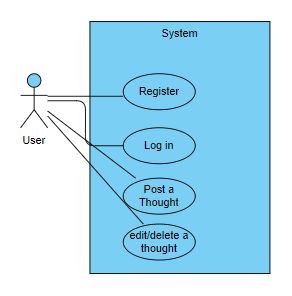 System
Register
User
Log in
Post a
Thought
edit/delete a
thought